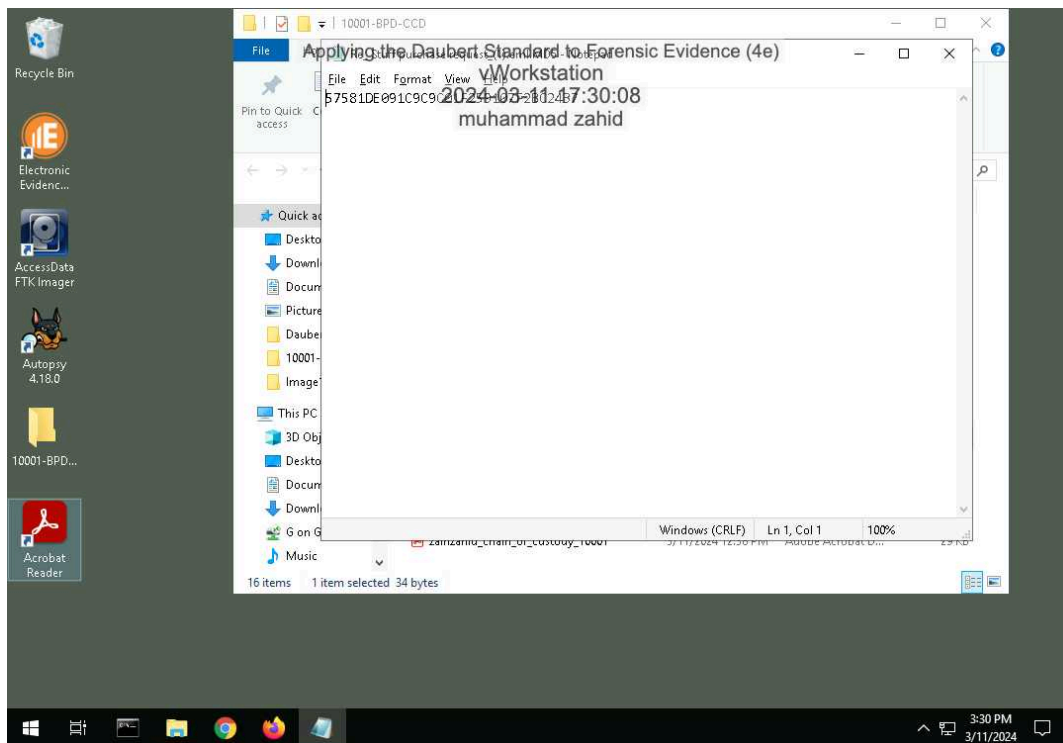 Recycle Bin
Electronic
Evidenc...
AccessData
FTK Imager
Autopsy
4.18.0
10001-BPD...
Acrobat
Reader
10001-BPD-CCD
File
Applying the Daubert Standard to Forensic Evidence (4e)
vWorkstation
2024-03-11 17:30:08
muhammad zahid
Notepad
File Edit Format View
Pin to Quick
access
Quick ac
Deskto
Downl
Docum
Picture
Daube
10001-
Image
This PC
3D Obj
Deskto
Docum
Downl
G on G
Music
Windows (CRLF) Ln 1, Col 1 100%
zainzahid_chain_of_custody_10001
16 items 1 item selected 34 bytes
3:30 PM
3/11/2024